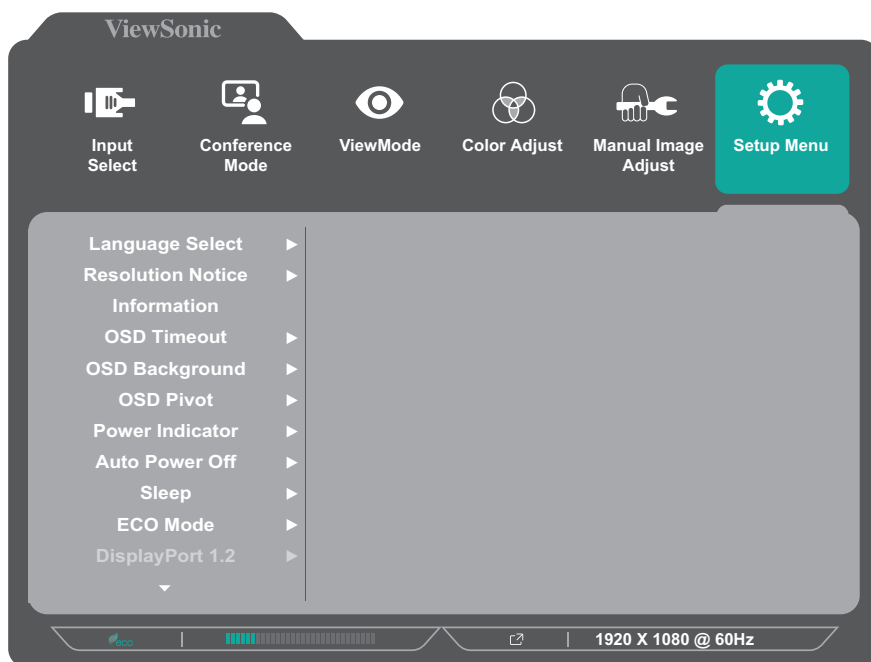 ViewSonic
Input
Select
Conference
Mode
ViewMode
Color Adjust
Manual Image
Adjust
Setup Menu
Language Select
Resolution Notice
Information
OSD Timeout
OSD Background
OSD Pivot
Power Indicator
Auto Power Off
Sleep
ECO Mode
DisplayPort 1.2
eco
1920 X 1080 @ 60Hz